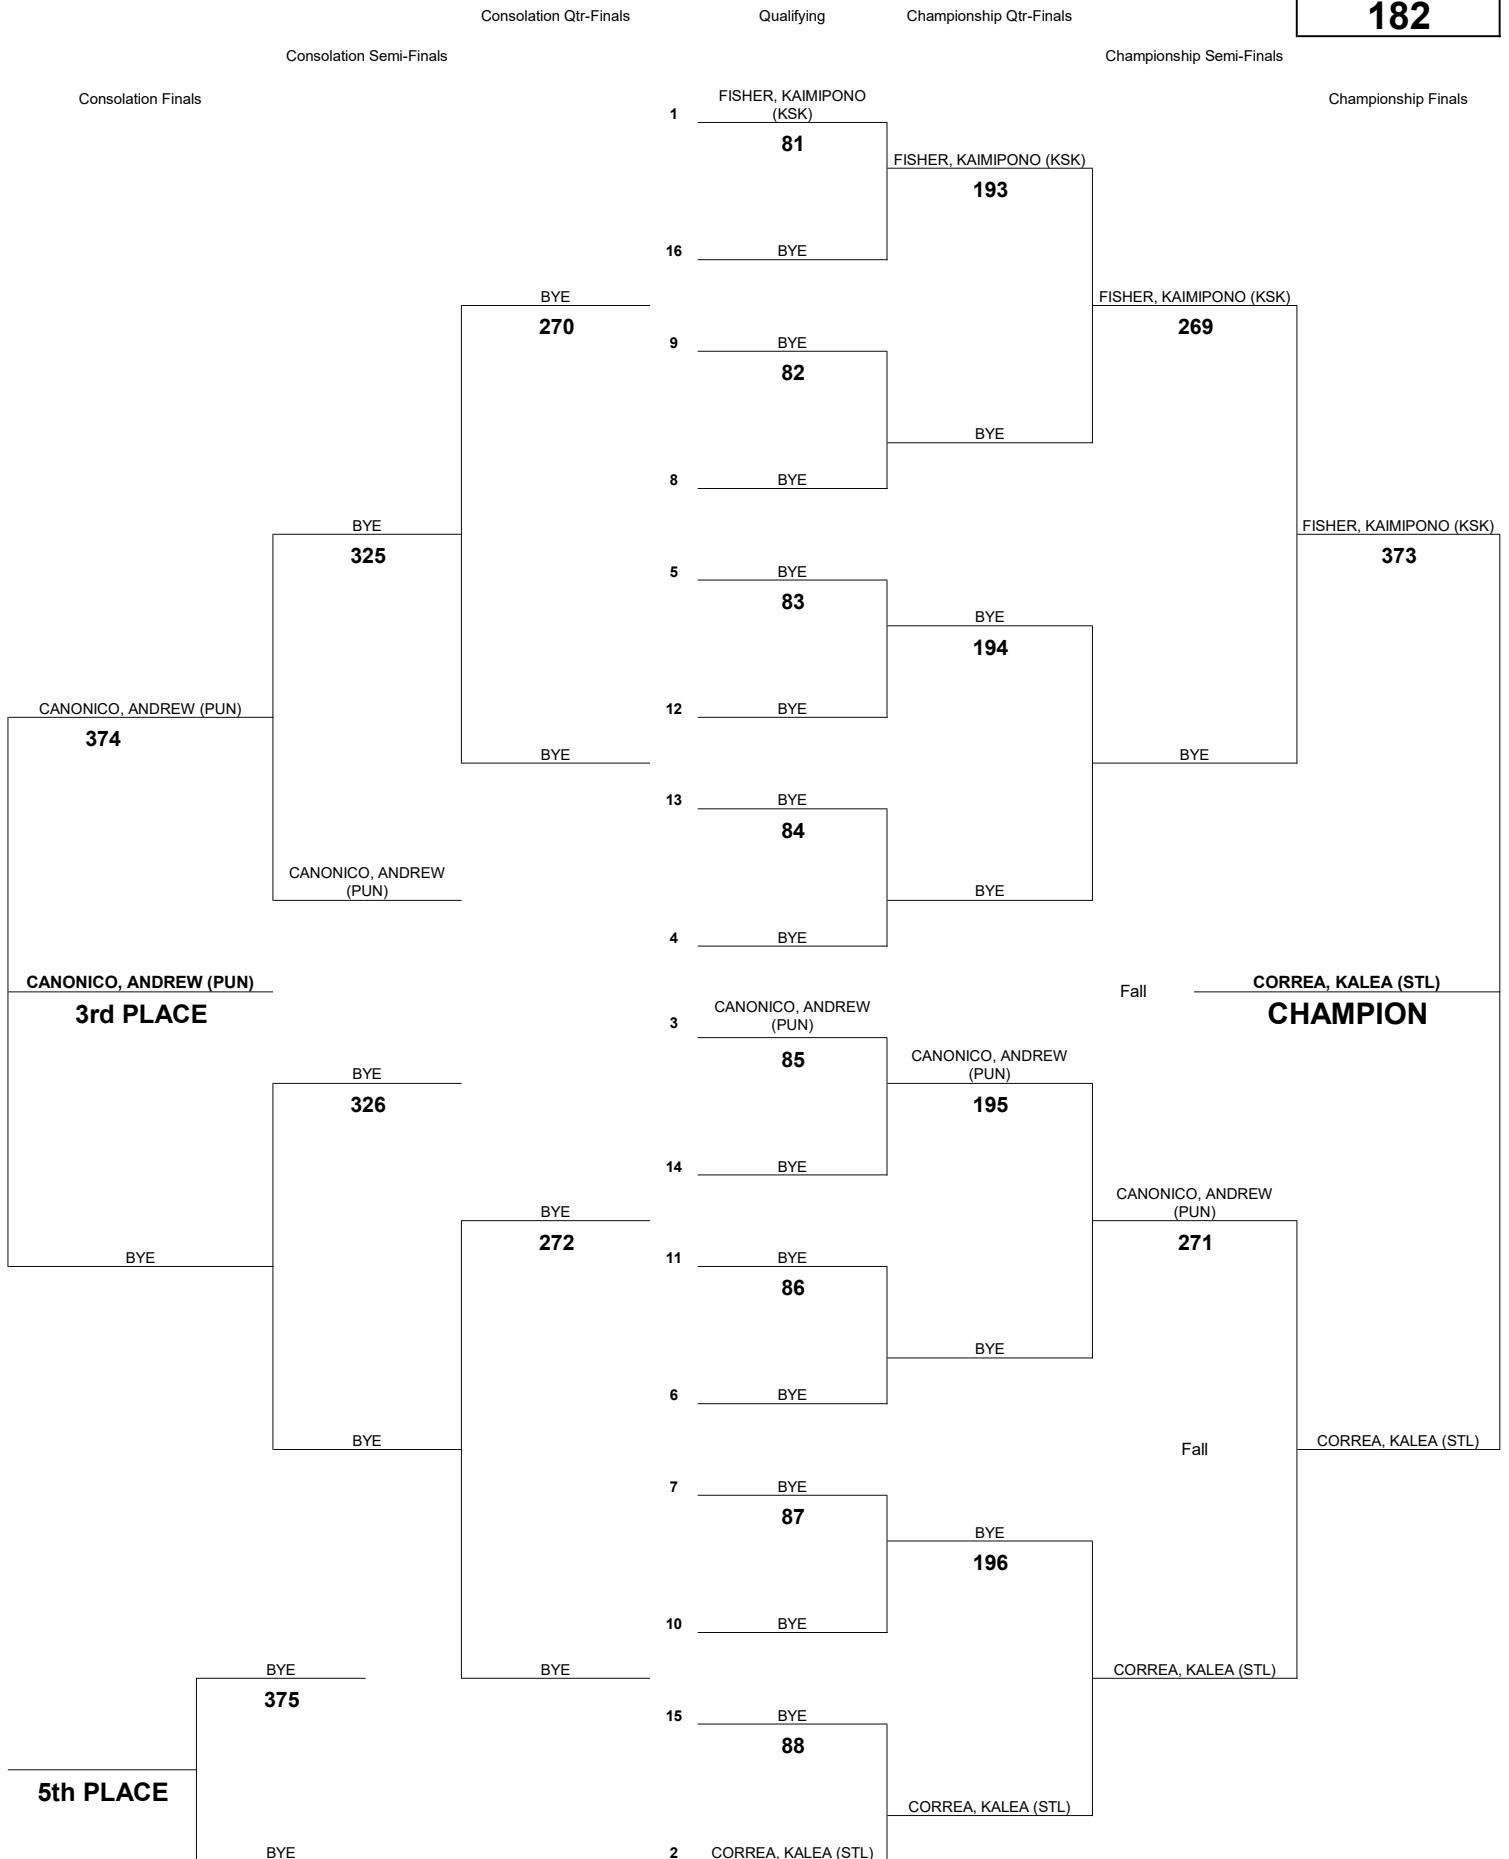 Consolation Qtr-Finals
Qualifying
Championship Qtr-Finals
182
Consolation Semi-Finals
Championship Semi-Finals
Consolation Finals
Championship Finals
1
FISHER, KAIMIPONO
(KSK)
81
FISHER, KAIMIPONO (KSK)
193
16
BYE
BYE
270
FISHER, KAIMIPONO (KSK)
269
9
BYE
82
BYE
8
BYE
BYE
325
FISHER, KAIMIPONO (KSK)
373
5
BYE
83
BYE
194
12
BYE
CANONICO, ANDREW (PUN)
374
BYE
BYE
13
BYE
84
CANONICO, ANDREW
(PUN)
BYE
4
BYE
CANONICO, ANDREW (PUN)
3rd PLACE
Fall
CORREA, KALEA (STL)
CHAMPION
3
CANONICO, ANDREW
(PUN)
85
CANONICO, ANDREW
(PUN)
195
BYE
326
14
BYE
CANONICO, ANDREW
(PUN)
271
BYE
272
11
BYE
86
BYE
BYE
6
BYE
BYE
Fall
CORREA, KALEA (STL)
7
BYE
87
BYE
196
10
BYE
BYE
375
BYE
CORREA, KALEA (STL)
15
BYE
88
5th PLACE
CORREA, KALEA (STL)
BYE
2
CORREA, KALEA (STL)